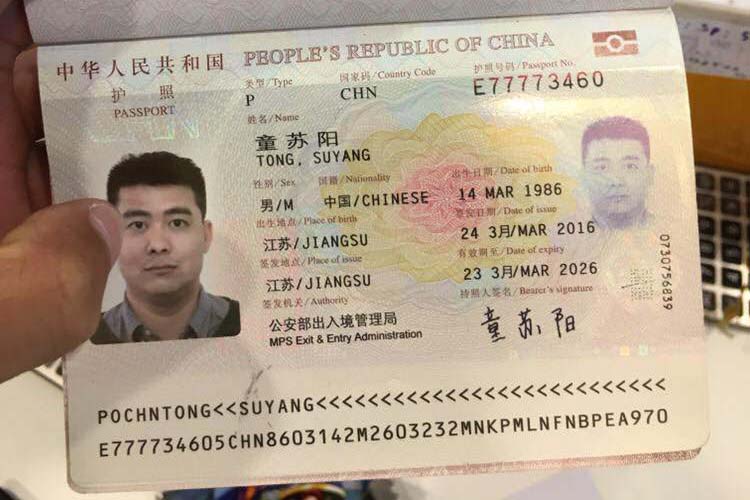 中华人民共和国 PEOPLE'S REPUBLIC OF CHINA
护照
PASSPORT
类型/Type
P
国家码/Country Code
CHN
护照号码/Passport No.
E77773460
姓名/Name
童苏阳
TONG, SUYANG
性别/Sex
男/M
国籍/Nationality
中国/CHINESE
出生日期/Date of birth
14 MAR 1986
出生地点/Place of birth
江苏/JIANGSU
签发日期/Date of issue
24 3月/MAR 2016
签发地点/Place of issue
江苏/JIANGSU
有效期至/Date of expiry
23 3月/MAR 2026
签发机关/Authority
公安部出入境管理局
MPS Exit & Entry Administration
持照人签名/Bearer's signature
童苏阳
0730756839
POCHNTONG<<SUYANG<<<<<<<<<<<<<<<<<<<<<<<<<<<
E777734605CHN8603142M2603232MNKPMLNFNBPEA970